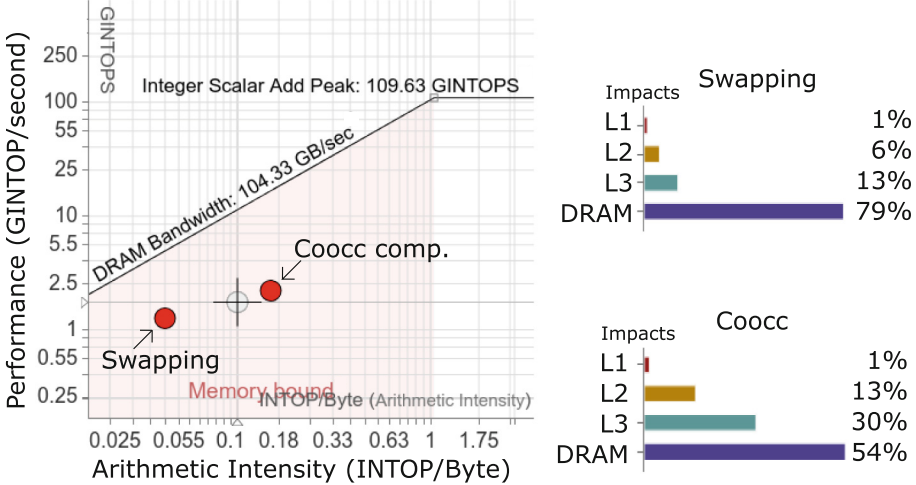 GINTOPS
Performance (GINTOP/second)
250
100
55
25
10
5.5
2.5
1
0.55
0.25
Integer Scalar Add Peak: 109.63 GINTOPS
DRAM Bandwidth: 104.33 GB/sec
Coocc comp.
Swapping
Memory bound
INTOP/Byte (Arithmetic Intensity)
0.025 0.055 0.1 0.18 0.33 0.63 1 1.75
Arithmetic Intensity (INTOP/Byte)
Swapping
Impacts
L1 1%
L2 6%
L3 13%
DRAM 79%
Coocc
Impacts
L1 1%
L2 13%
L3 30%
DRAM 54%